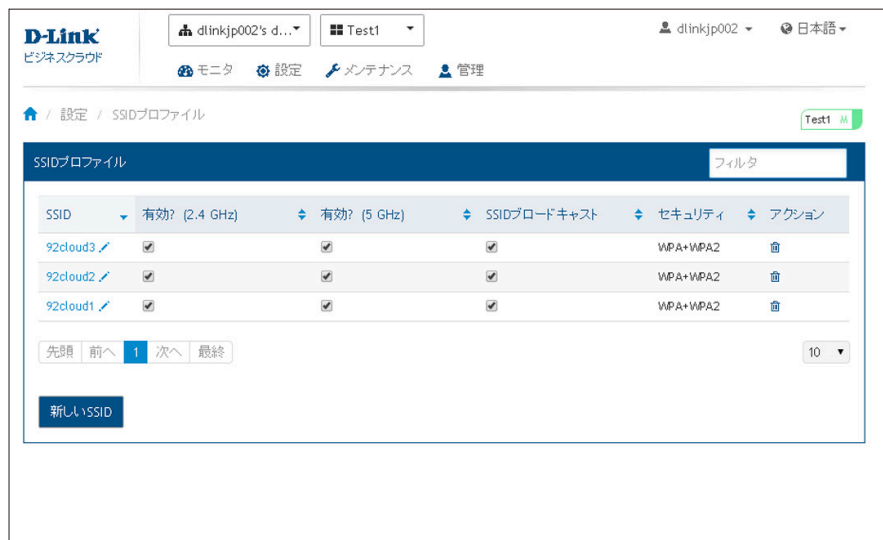 D-Link
ビジネスクラウド
dlinkjp002's d...
Test1
dlinkjp002
日本語
モニタ 設定 メンテナンス 管理
/ 設定 / SSIDプロファイル
Test1 M
SSIDプロファイル
フィルタ
SSID 有効? (2.4 GHz) 有効? (5 GHz) SSIDブロードキャスト セキュリティ アクション
92cloud3 WPA+WPA2
92cloud2 WPA+WPA2
92cloud1 WPA+WPA2
先頭 前へ 1 次へ 最終
10
新しいSSID